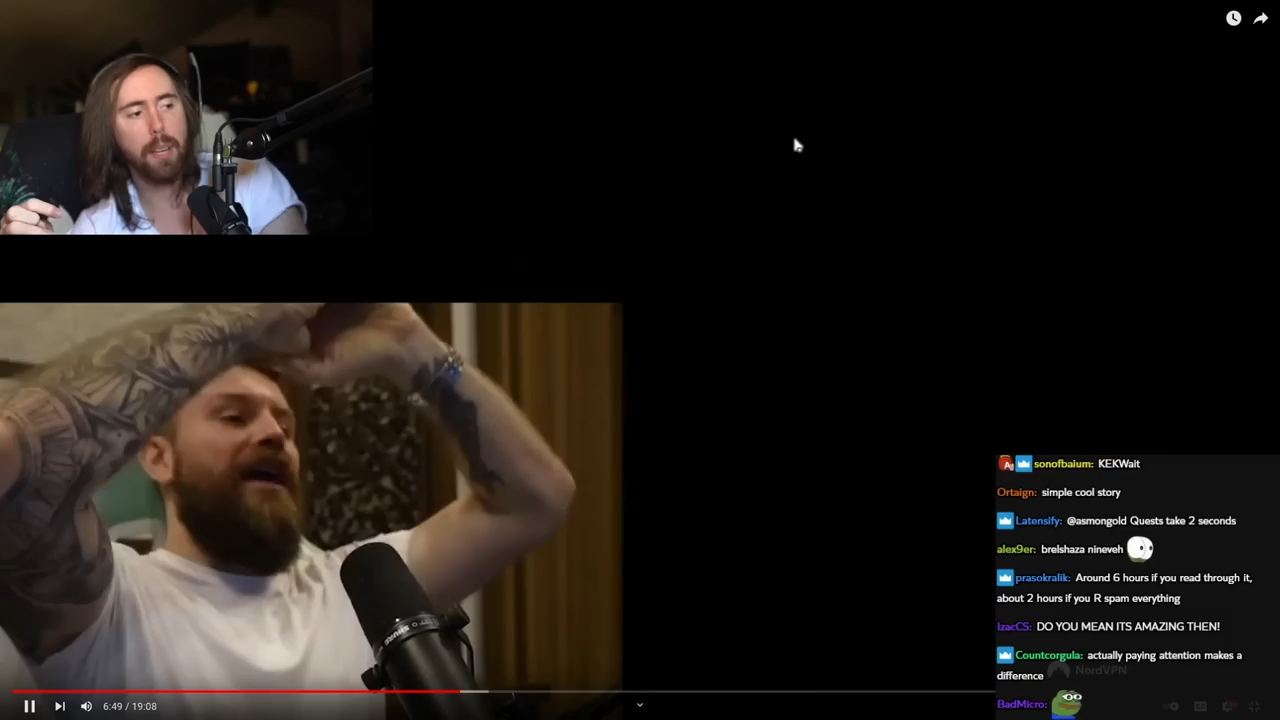 sonofbaium: KEKWait
Ortaign: simple cool story
Latensify: @asmongold Quests take 2 seconds
alex9er: brelshaza nineveh
prasokralik: Around 6 hours if you read through it,
about 2 hours if you R spam everything
IzacCS: DO YOU MEAN ITS AMAZING THEN!
Countcorgula: actually paying attention makes a
difference
NordVPN
BadMicro:
6:49 / 19:08
SHURE